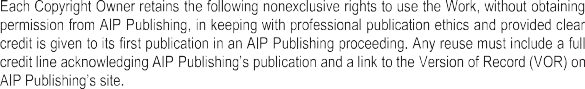 Each Copyright Owner retains the following nonexclusive rights to use the Work, without obtaining
permission from AIP Publishing, in keeping with professional publication ethics and provided clear
credit is given to its first publication in an AIP Publishing proceeding. Any reuse must include a full
credit line acknowledging AIP Publishing's publication and a link to the Version of Record (VOR) on
AIP Publishing's site.